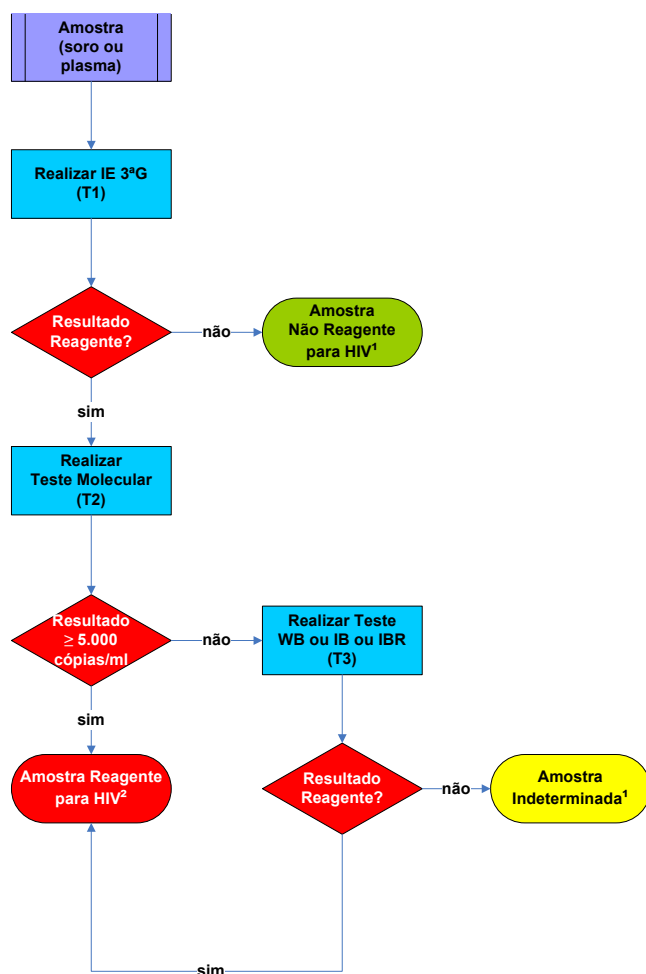 Amostra
(soro ou
plasma)
Realizar IE 3ªG
(T1)
Resultado
Reagente?
não
Amostra
Não Reagente
para HIV¹
sim
Realizar
Teste Molecular
(T2)
Resultado
≥ 5.000
cópias/ml
não
Realizar Teste
WB ou IB ou IBR
(T3)
sim
Amostra Reagente
para HIV²
Resultado
Reagente?
não
Amostra
Indeterminada¹
sim